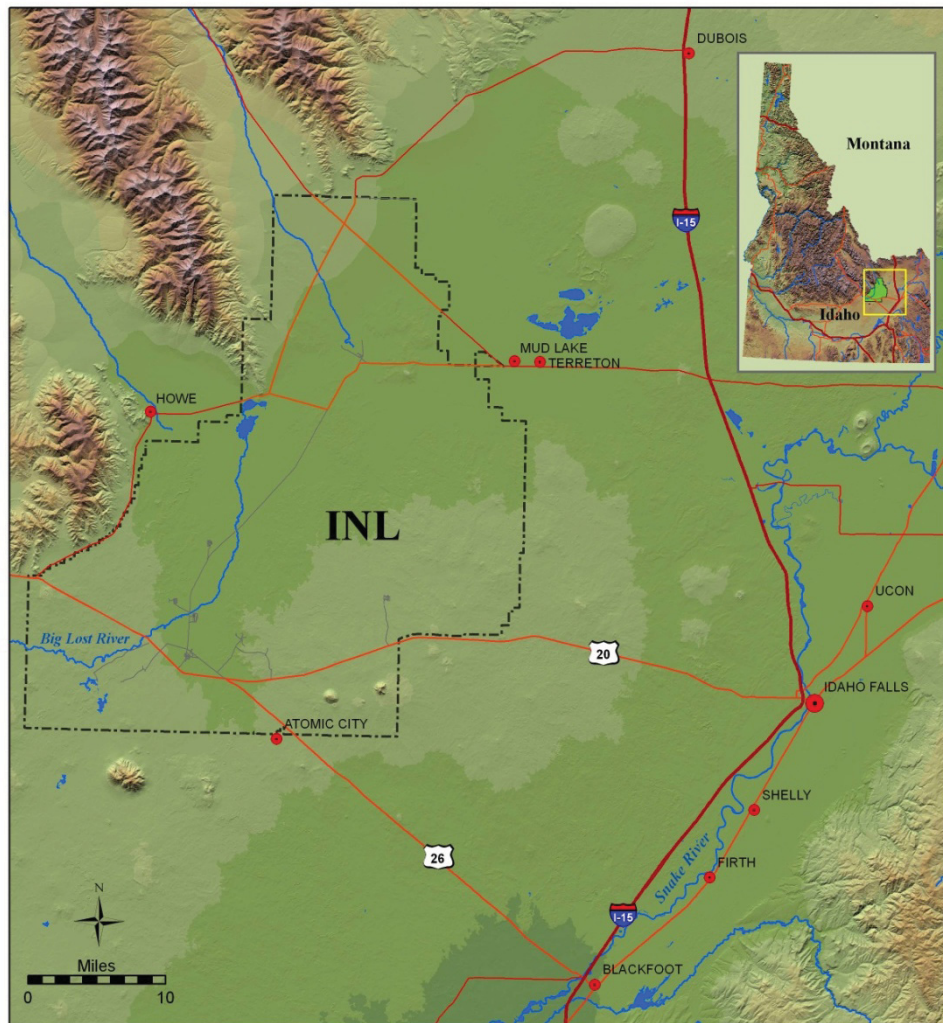 DUBOIS
Montana
Idaho
I-15
MUD LAKE
TERRETON
HOWE
INL
UCON
Big Lost River
20
IDAHO FALLS
ATOMIC CITY
SHELLY
26
FIRTH
Snake River
I-15
N
Miles
0 10
BLACKFOOT